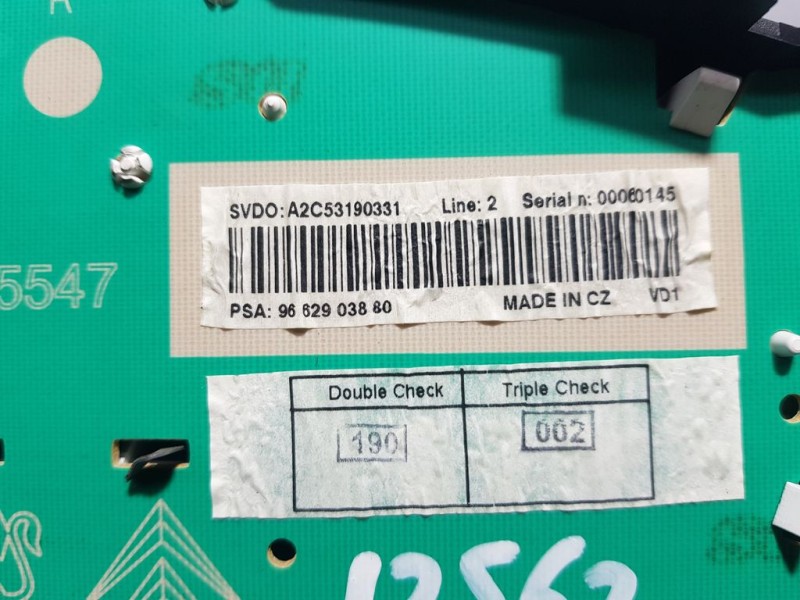 A
SVDO: A2C53190331 Line: 2 Serial n: 00060145
5547
PSA: 96 629 038 80 MADE IN CZ VD1
Double Check Triple Check
190 002
12563